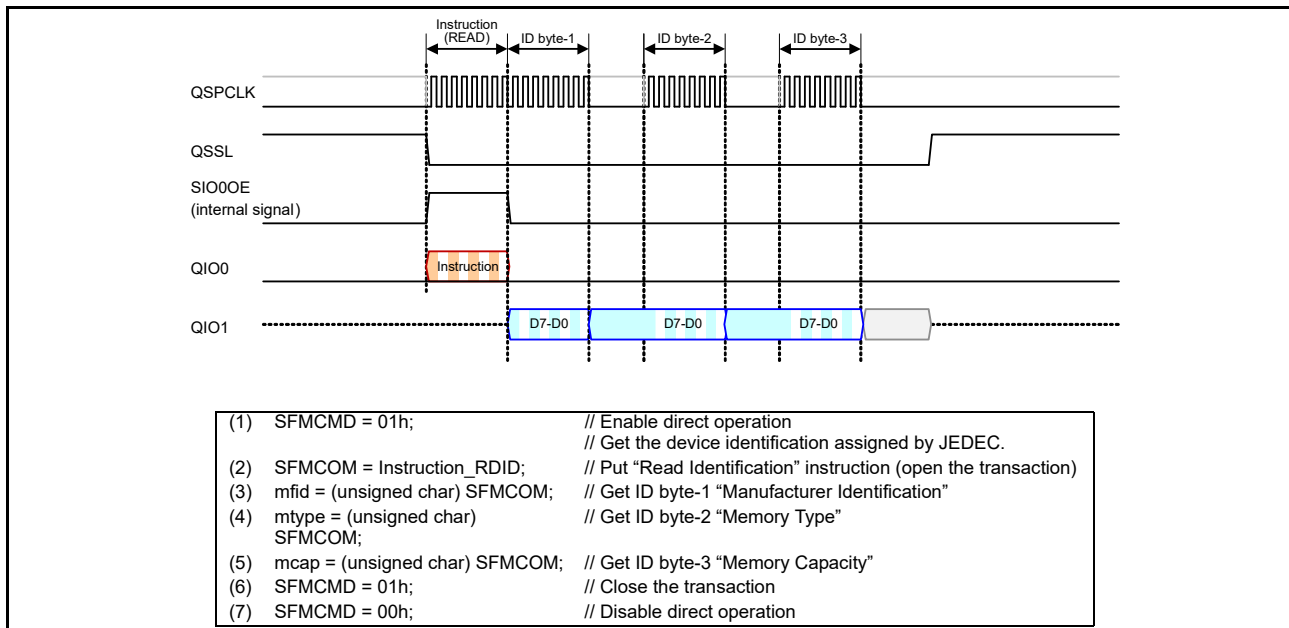 Instruction
(READ) ID byte-1 ID byte-2 ID byte-3
QSPCLK
QSSL
SIO0OE
(internal signal)
QIO0 Instruction
QIO1 D7-D0 D7-D0 D7-D0
(1) SFMCMD = 01h; // Enable direct operation
// Get the device identification assigned by JEDEC.
(2) SFMCOM = Instruction_RDID; // Put “Read Identification” instruction (open the transaction)
(3) mfid = (unsigned char) SFMCOM; // Get ID byte-1 “Manufacturer Identification”
(4) mtype = (unsigned char) // Get ID byte-2 “Memory Type”
SFMCOM;
(5) mcap = (unsigned char) SFMCOM; // Get ID byte-3 “Memory Capacity”
(6) SFMCMD = 01h; // Close the transaction
(7) SFMCMD = 00h; // Disable direct operation